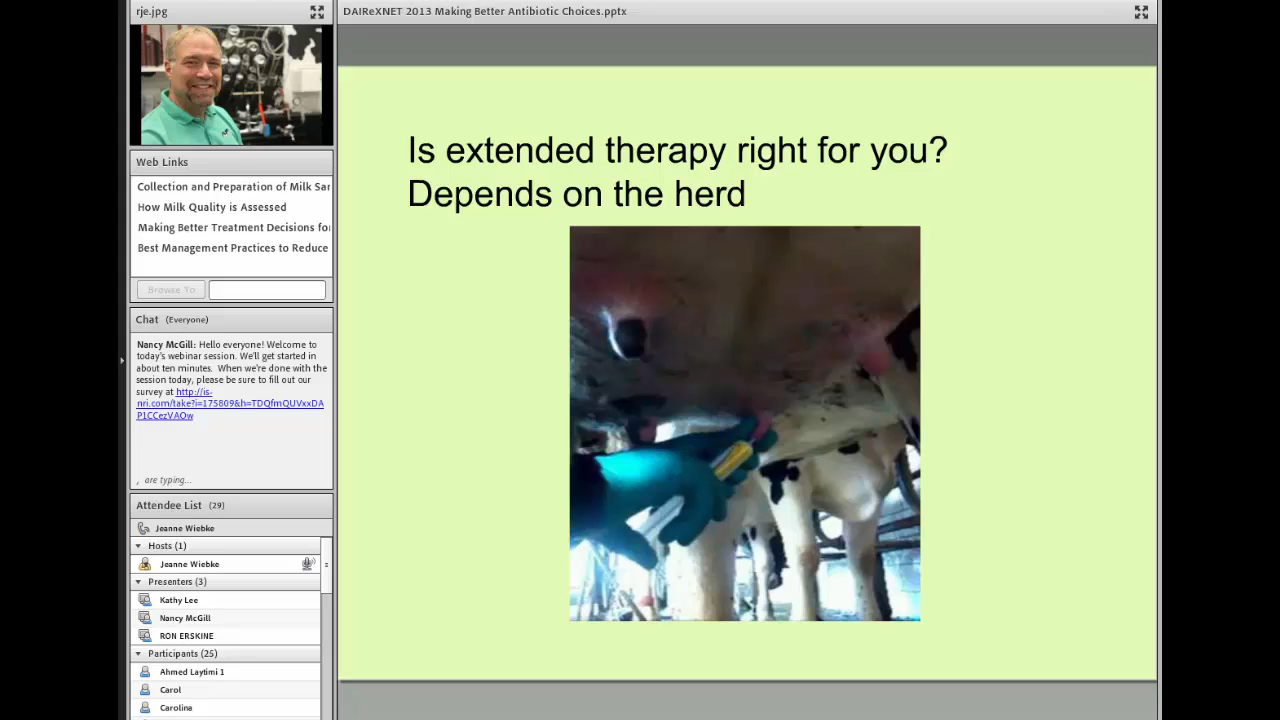 rje.jpg
DAIReXNET 2013 Making Better Antibiotic Choices.pptx
Web Links
Collection and Preparation of Milk Sar
How Milk Quality is Assessed
Making Better Treatment Decisions for
Best Management Practices to Reduce
Browse To
Chat (Everyone)
Nancy McGill: Hello everyone! Welcome to
today's webinar session. We'll get started in
about ten minutes. When we're done with the
session today, please be sure to fill out our
survey at http://is-
nri.com/take?i=175809&h=TDQfmQUVxxDA
P1CCezVAOw
, are typing...
Attendee List (29)
Jeanne Wiebke
Hosts (1)
Jeanne Wiebke
Presenters (3)
Kathy Lee
Nancy McGill
RON ERSKINE
Participants (25)
Ahmed Laytimi 1
Carol
Carolina
Is extended therapy right for you?
Depends on the herd